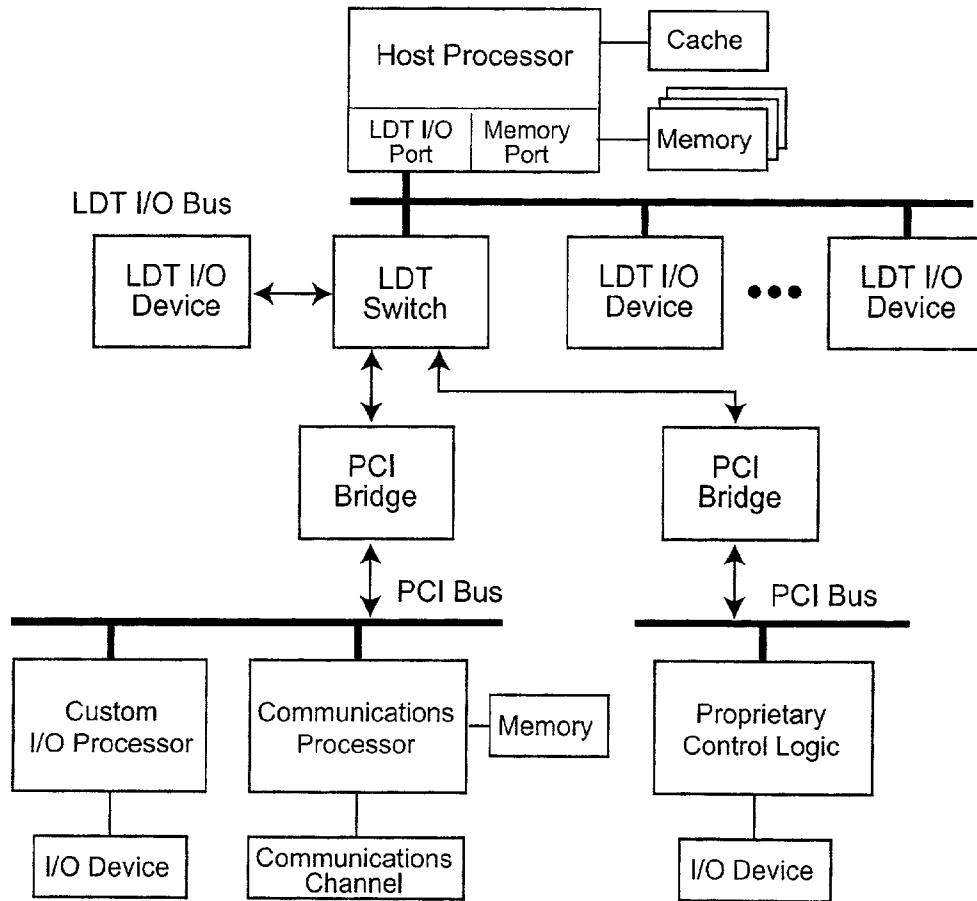 Host Processor
Cache
LDT I/O
Port
Memory
Port
Memory
LDT I/O Bus
LDT I/O
Device
LDT
Switch
LDT I/O
Device
LDT I/O
Device
PCI
Bridge
PCI
Bridge
PCI Bus
PCI Bus
Custom
I/O Processor
Communications
Processor
Memory
Proprietary
Control Logic
I/O Device
Communications
Channel
I/O Device